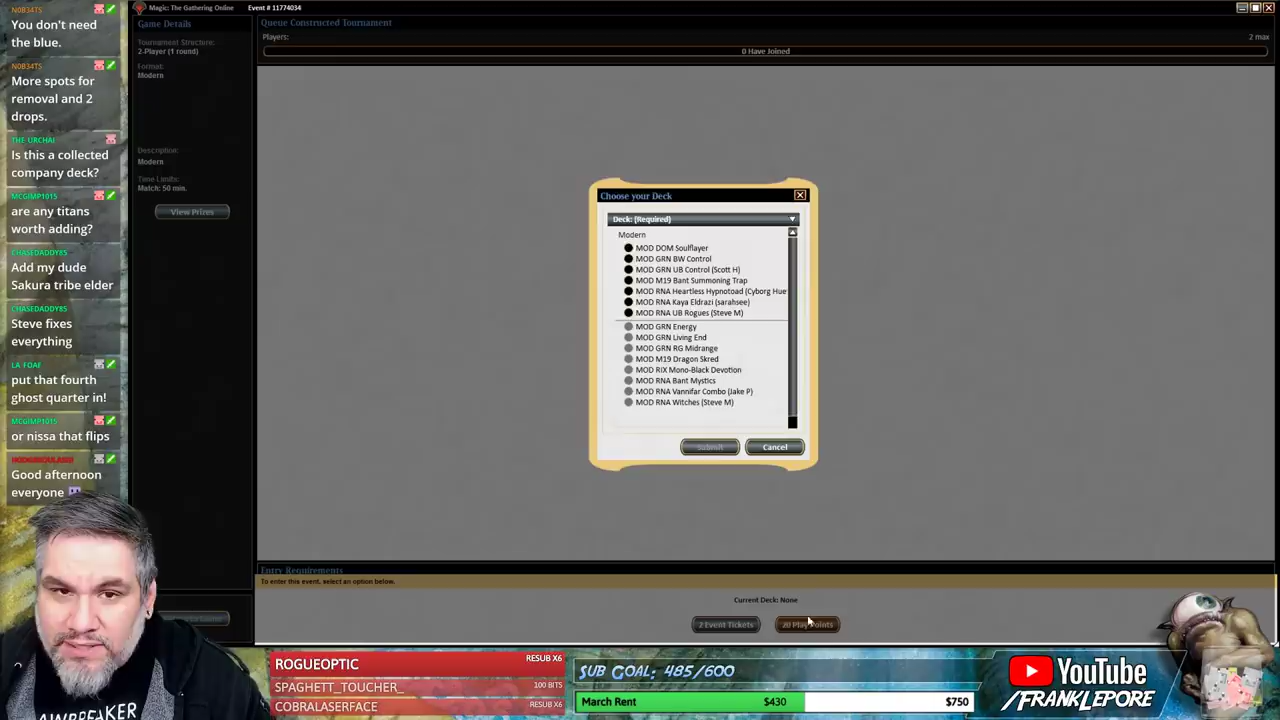 N0B34TS
You don't need
the blue.
N0B34TS
More spots for
removal and 2
drops.
THE URCHAI
Is this a collected
company deck?
MCGIMP1015
are any titans
worth adding?
CHASEDADDY85
Add my dude
Sakura tribe elder
CHASEDADDY85
Steve fixes
everything
LA FOAF
put that fourth
ghost quarter in!
MCGIMP1015
or nissa that flips
Good afternoon
everyone
Magic: The Gathering Online Event # 11774034
Game Details
Tournament Structure:
2-Player (1 round)
Format:
Modern
Description:
Modern
Time Limits:
Match: 50 min.
View Prizes
Queue Constructed Tournament
Players: 2 max
0 Have Joined
Choose your Deck
Deck: (Required)
Modern
MOD DOM Soulflayer
MOD GRN BW Control
MOD GRN UB Control (Scott H)
MOD M19 Bant Summoning Trap
MOD RNA Heartless Hypnotoad (Cyborg Hue
MOD RNA Kaya Eldrazi (sarahsee)
MOD RNA UB Rogues (Steve M)
MOD GRN Energy
MOD GRN Living End
MOD GRN RG Midrange
MOD M19 Dragon Skred
MOD RIX Mono-Black Devotion
MOD RNA Bant Mystics
MOD RNA Vannifar Combo (Jake P)
MOD RNA Witches (Steve M)
Submit Cancel
Entry Requirements
To enter this event, select an option below.
Current Deck: None
2 Event Tickets 20 Play Points
ROGUEOPTIC RESUB X6
SPAGHETT_TOUCHER_ 100 BITS
COBRALASERFACE RESUB X6
SUB GOAL: 485/600
March Rent $430 $750
YouTube
/FRANKLEPORE